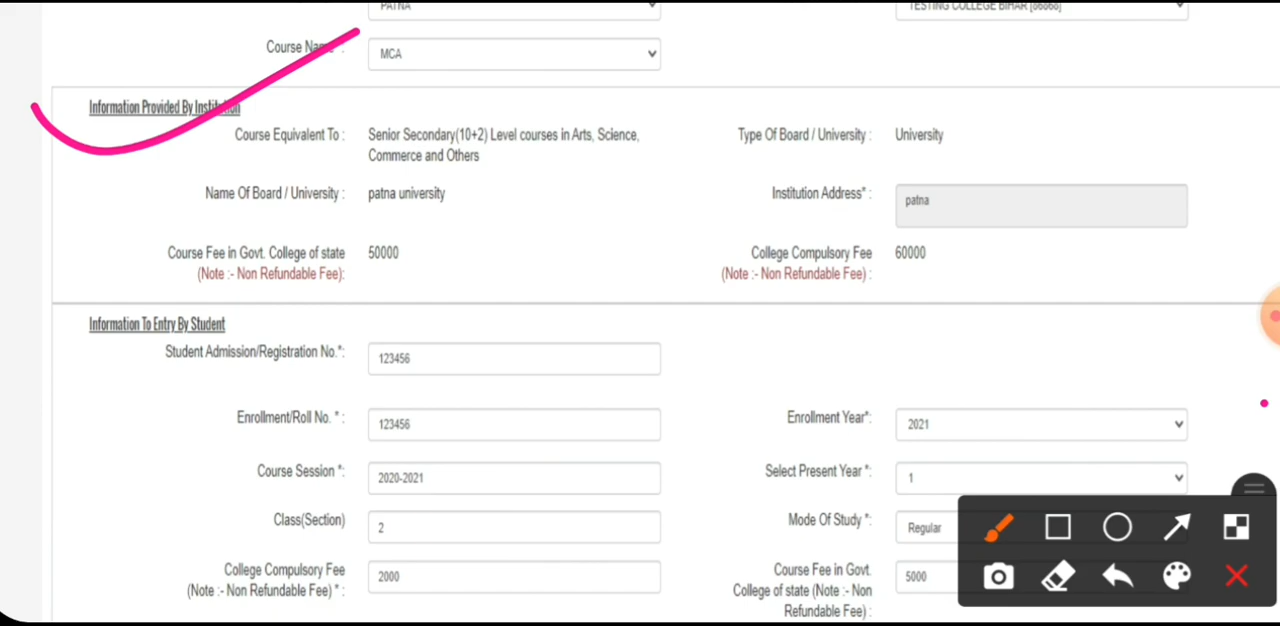 PATNA TESTING COLLEGE BIHAR [06060]
Course Name : MCA
Information Provided By Institution
Course Equivalent To : Senior Secondary(10+2) Level courses in Arts, Science, Type Of Board / University : University
Commerce and Others
Name Of Board / University : patna university Institution Address* : patna
Course Fee in Govt. College of state 50000 College Compulsory Fee 60000
(Note :- Non Refundable Fee): (Note :- Non Refundable Fee) :
Information To Entry By Student
Student Admission/Registration No.*: 123456
Enrollment/Roll No. * : 123456 Enrollment Year*: 2021
Course Session *: 2020-2021 Select Present Year *: 1
Class(Section) 2 Mode Of Study *: Regular
College Compulsory Fee 2000 Course Fee in Govt. 5000
(Note :- Non Refundable Fee) * : College of state (Note :- Non
Refundable Fee) :